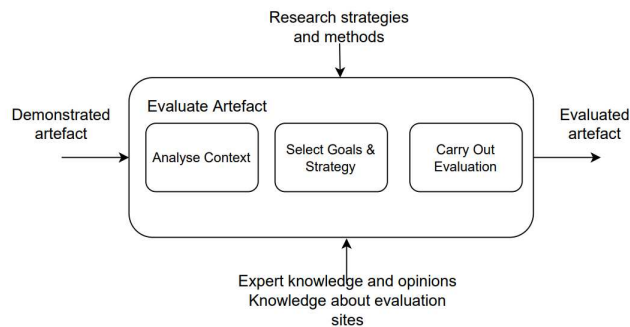 Research strategies
and methods
Demonstrated
artefact
Evaluate Artefact
Evaluated
artefact
Analyse Context
Select Goals &
Strategy
Carry Out
Evaluation
Expert knowledge and opinions
Knowledge about evaluation
sites